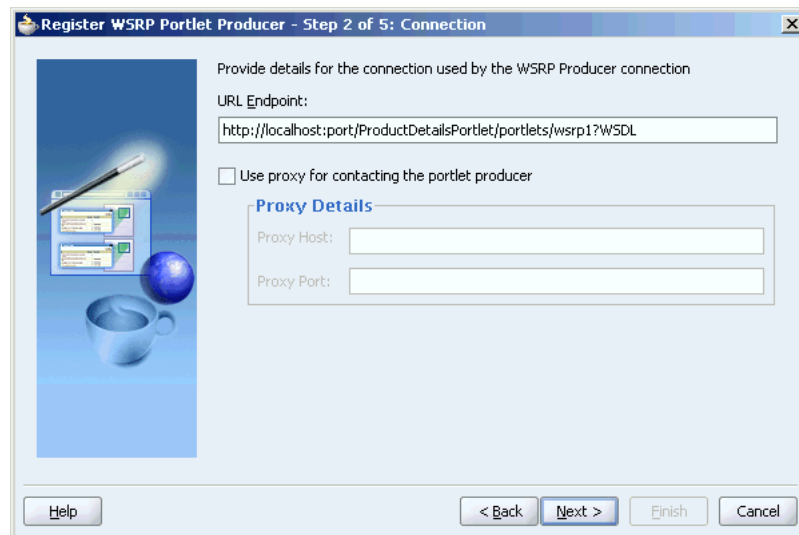 Register WSRP Portlet Producer - Step 2 of 5: Connection
Provide details for the connection used by the WSRP Producer connection
URL Endpoint:
http://localhost:port/ProductDetailsPortlet/portlets/wsrp1?WSDL
Use proxy for contacting the portlet producer
Proxy Details
Proxy Host:
Proxy Port:
Help
< Back
Next >
Finish
Cancel